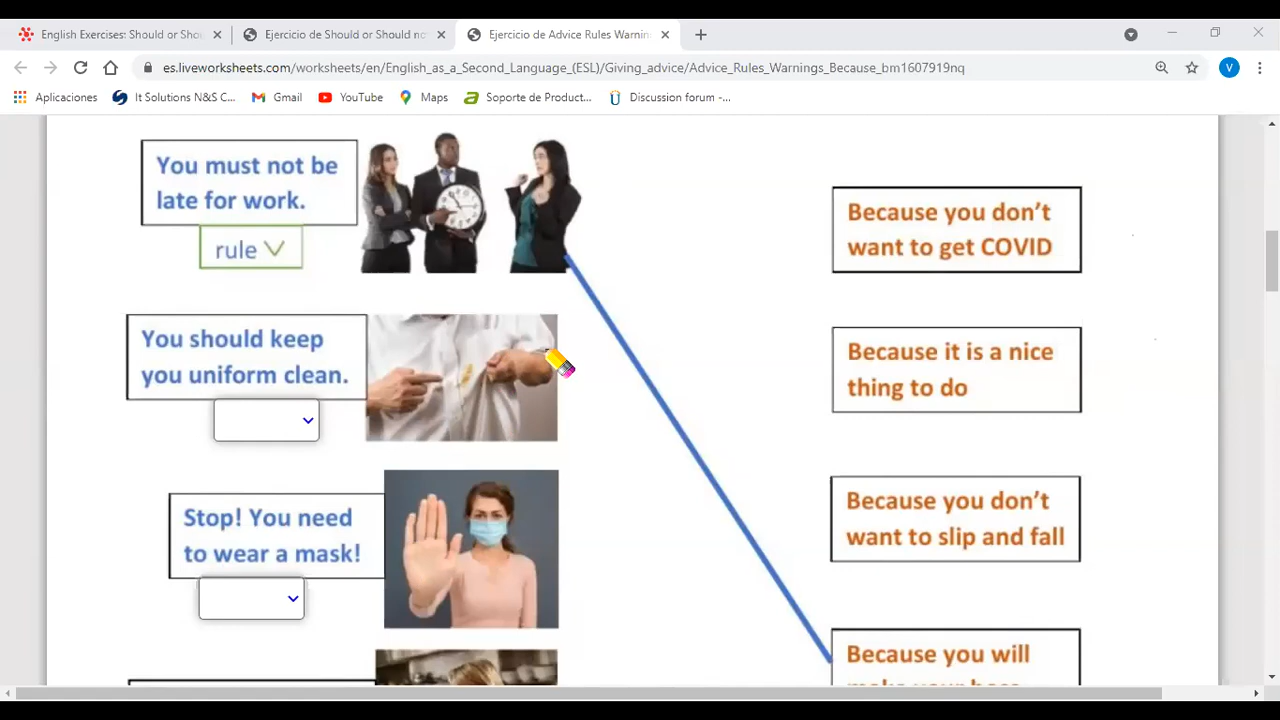 English Exercises: Should or Shou
Ejercicio de Should or Should no
Ejercicio de Advice Rules Warnin
es.liveworksheets.com/worksheets/en/English_as_a_Second_Language_(ESL)/Giving_advice/Advice_Rules_Warnings_Because_bm1607919nq
V
Aplicaciones
It Solutions N&S C...
Gmail
YouTube
Maps
Soporte de Product...
Discussion forum -...
You must not be
late for work.
rule
You should keep
you uniform clean.
Stop! You need
to wear a mask!
Because you don't
want to get COVID
Because it is a nice
thing to do
Because you don't
want to slip and fall
Because you will